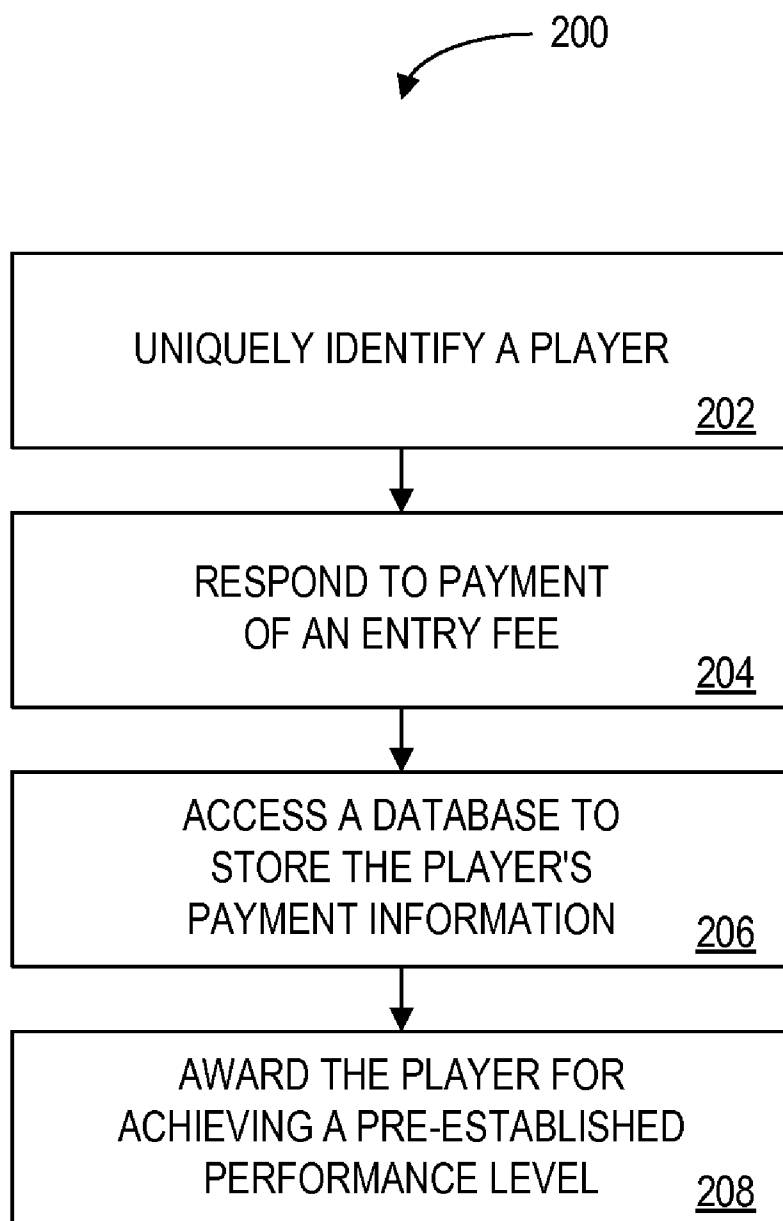 200
UNIQUELY IDENTIFY A PLAYER
202
RESPOND TO PAYMENT
OF AN ENTRY FEE
204
ACCESS A DATABASE TO
STORE THE PLAYER'S
PAYMENT INFORMATION
206
AWARD THE PLAYER FOR
ACHIEVING A PRE-ESTABLISHED
PERFORMANCE LEVEL
208